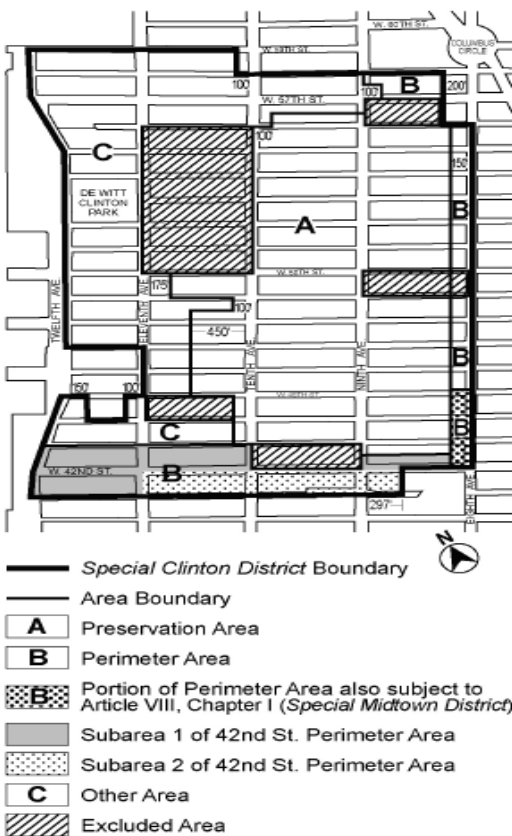 W. 60TH ST.
COLUMBUS
CIRCLE
W. 59TH ST.
100'
100'
B
200'
W. 57TH ST.
100'
C
150'
DE WITT
CLINTON
PARK
A
B
W. 52ND ST.
175'
TWELFTH AVE.
ELEVENTH AVE.
100'
450'
TENTH AVE.
NINTH AVE.
B
150'
100'
W. 45TH ST.
C
B
W. 42ND ST.
B
297'
EIGHTH AVE.
N
Special Clinton District Boundary
Area Boundary
A Preservation Area
B Perimeter Area
B Portion of Perimeter Area also subject to
Article VIII, Chapter I (Special Midtown District)
Subarea 1 of 42nd St. Perimeter Area
Subarea 2 of 42nd St. Perimeter Area
C Other Area
Excluded Area